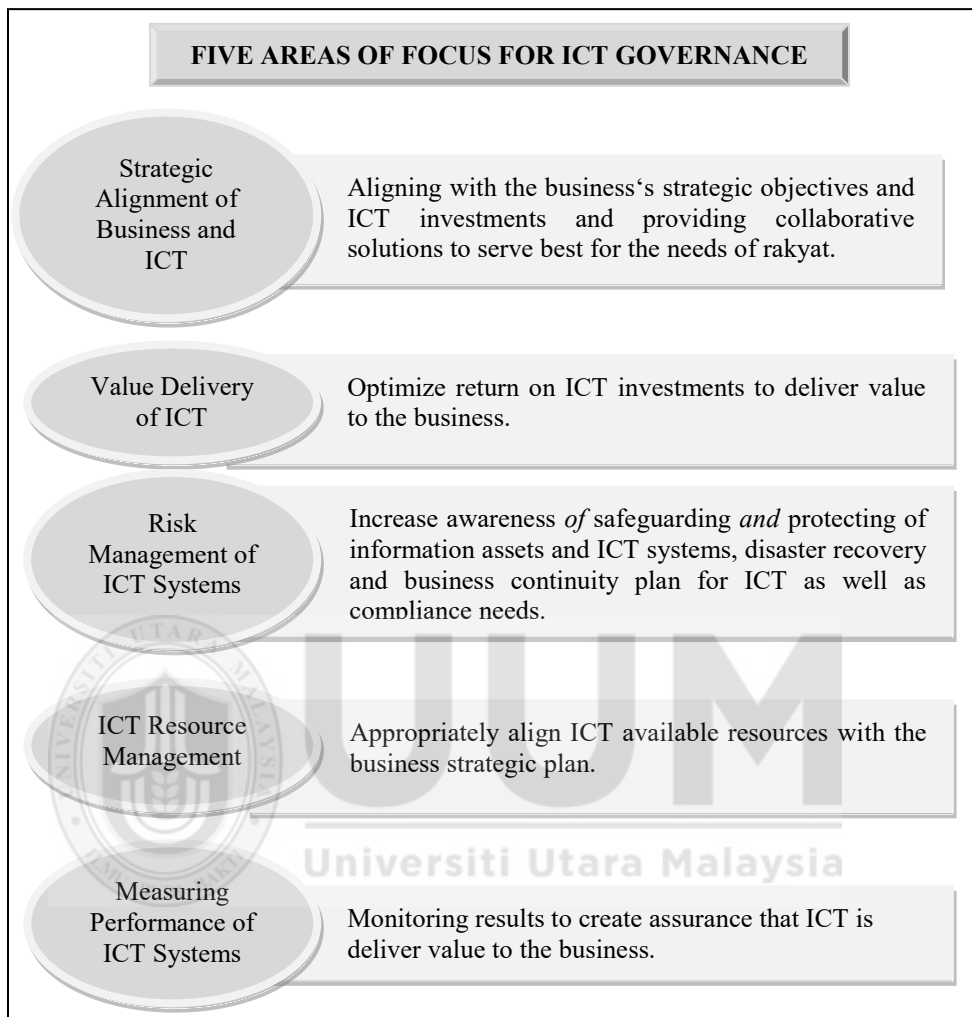 FIVE AREAS OF FOCUS FOR ICT GOVERNANCE
Strategic
Alignment of
Business and
ICT
Aligning with the business‘s strategic objectives and
ICT investments and providing collaborative
solutions to serve best for the needs of rakyat.
Value Delivery
of ICT
Optimize return on ICT investments to deliver value
to the business.
Risk
Management of
ICT Systems
Increase awareness of safeguarding and protecting of
information assets and ICT systems, disaster recovery
and business continuity plan for ICT as well as
compliance needs.
ICT Resource
Management
Appropriately align ICT available resources with the
business strategic plan.
Measuring
Performance of
ICT Systems
Monitoring results to create assurance that ICT is
deliver value to the business.
UUM
Universiti Utara Malaysia
UNIVERSITI UTARA MALAYSIA